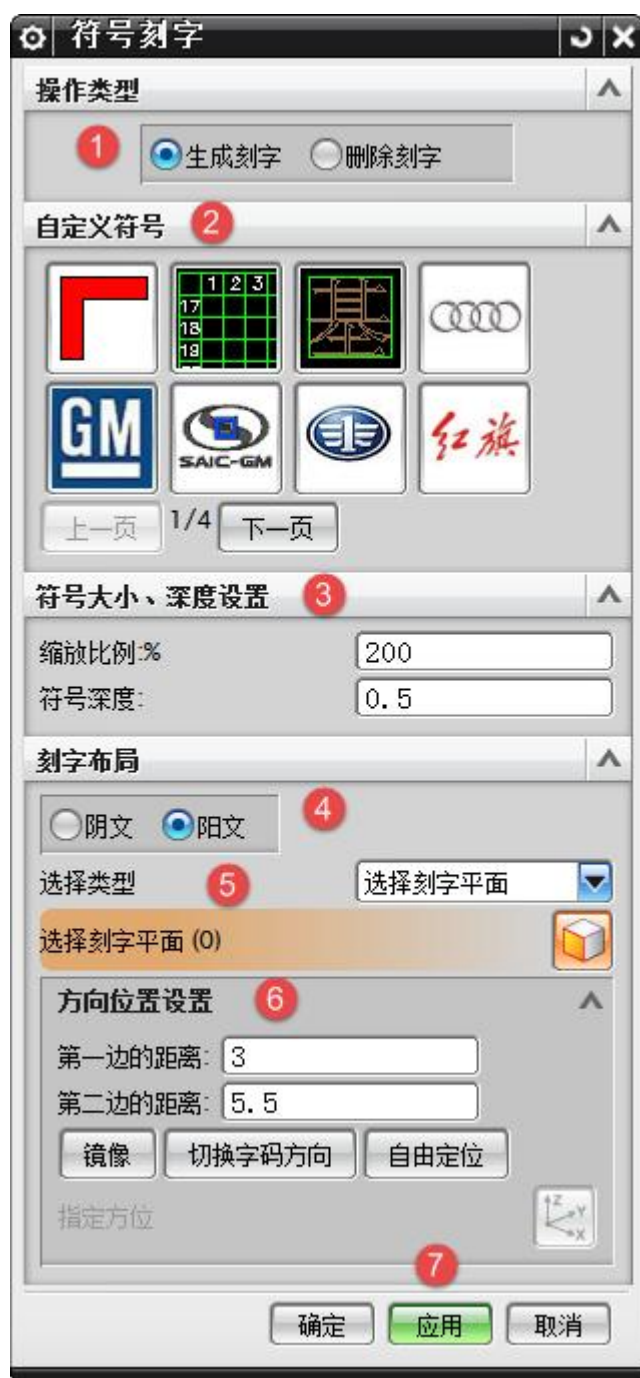 符号刻字
操作类型
1 生成刻字 删除刻字
自定义符号 2
1 2 3
17
18
19
基
GM
SAIC-GM
1
红旗
上一页 1/4 下一页
符号大小、深度设置 3
缩放比例:% 200
符号深度: 0.5
刻字布局
阴文 阳文 4
选择类型 5 选择刻字平面
选择刻字平面 (0)
方向位置设置 6
第一边的距离: 3
第二边的距离: 5.5
镜像 切换字码方向 自由定位
指定方位 Z Y X
7
确定 应用 取消